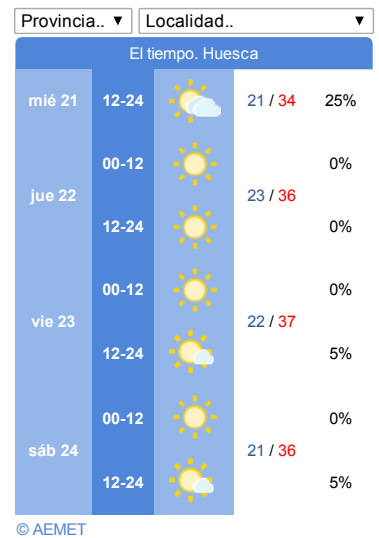 Provincia.. ▼ Localidad.. ▼
El tiempo. Huesca
mié 21 12-24 21 / 34 25%
00-12 0%
jue 22 23 / 36
12-24 0%
00-12 0%
vie 23 22 / 37
12-24 5%
00-12 0%
sáb 24 21 / 36
12-24 5%
© AEMET